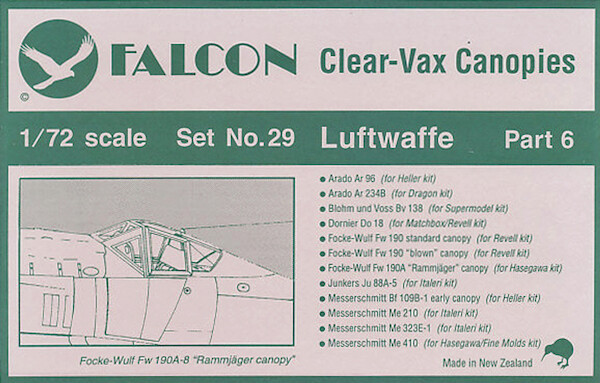 FALCON Clear-Vax Canopies
©
1/72 scale Set No.29 Luftwaffe Part 6
Arado Ar 96 (for Heller kit)
Arado Ar 234B (for Dragon kit)
Blohm und Voss Bv 138 (for Supermodel kit)
Dornier Do 18 (for Matchbox/Revell kit)
Focke-Wulf Fw 190 standard canopy (for Revell kit)
Focke-Wulf Fw 190 "blown" canopy (for Revell kit)
Focke-Wulf Fw 190A "Rammjäger" canopy (for Hasegawa kit)
Junkers Ju 88A-5 (for Italeri kit)
Messerschmitt Bf 109B-1 early canopy (for Heller kit)
Messerschmitt Me 210 (for Italeri kit)
Messerschmitt Me 323E-1 (for Italeri kit)
Messerschmitt Me 410 (for Hasegawa/Fine Molds kit)
Focke-Wulf Fw 190A-8 "Rammjäger canopy"
Made in New Zealand